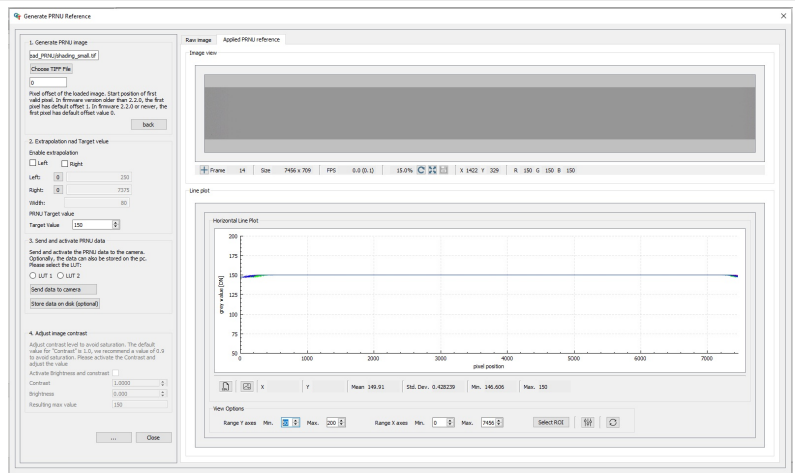 Generate PRNU Reference
1. Generate PRNU image
ead_PRNU/shading_small.tif
Choose TIFF File
0
Pixel offset of the loaded image. Start position of first
valid pixel. In firmware version older than 2.2.0, the first
pixel has default offset 1. In firmware 2.2.0 or newer, the
first pixel has default offset value 0.
back
2. Extrapolation nad Target velue
Enable extrapolation
Left Right
Left: 0 250
Right: 0 7375
Width: 80
PRNU Target value
Target Value 150
3. Send and activate PRNU data
Send and activate the PRNU data to the camera.
Optionally, the data can also be stored on the pc.
Please select the LUT:
LUT 1 LUT 2
Send data to camera
Store data on disk (optional)
4. Adjust image contrast
Adjust contrast level to avoid saturation. The default
value for "Contrast" is 1.0, we recommend a value of 0.9
to avoid saturation. Please activate the Contrast and
adjust the value
Activate Brightness and constrast
Contrast 1.0000
Brightness 0.000
Resulting max value 150
... Close
Raw image Applied PRNU reference
Image view
Frame 14 Size 7456 x 709 FPS 0.0 (0.1) 15.0% X 1422 Y 329 R 150 G 150 B 150
Line plot
Horizontal Line Plot
gray value [DN]
200
175
150
125
100
75
50
0 1000 2000 3000 4000 5000 6000 7000
pixel position
X Y Mean 149.91 Std. Dev. 0.428239 Min. 146.606 Max. 150
View Options
Range Y axes Min. 50 Max. 200 Range X axes Min. 0 Max. 7456 Select ROI